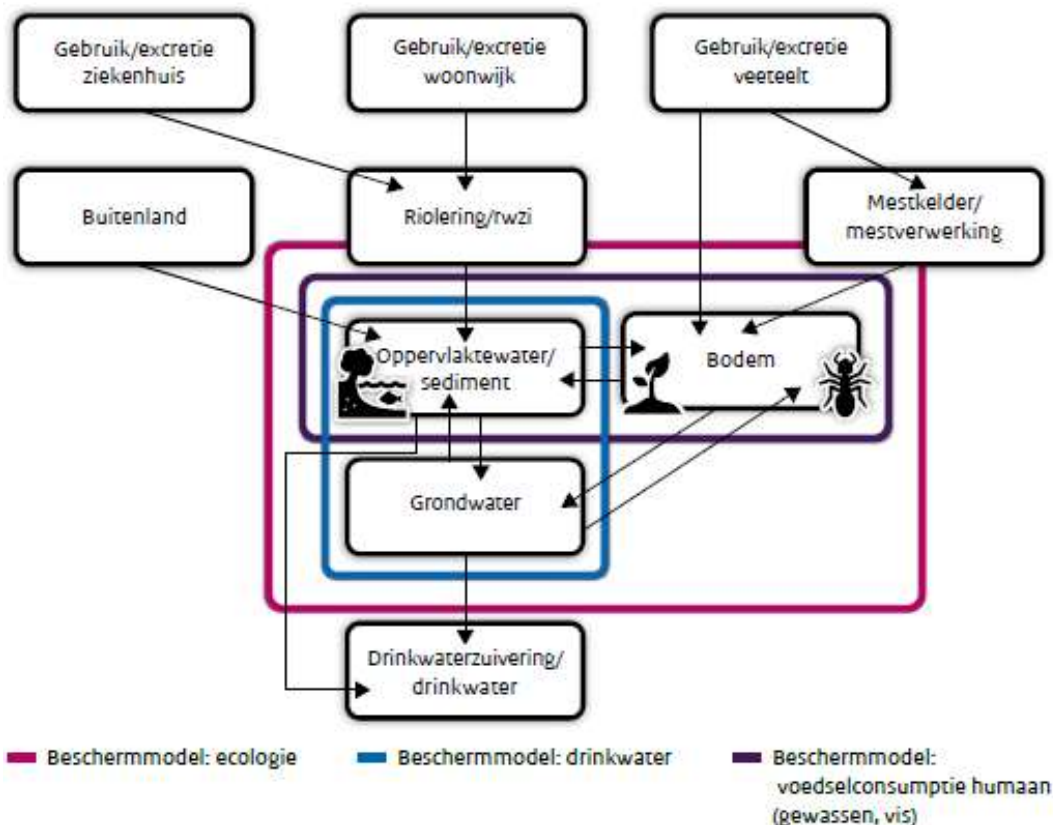 Gebruik/excretie
ziekenhuis
Gebruik/excretie
woonwijk
Gebruik/excretie
veeteelt
Buitenland
Riolering/rwzi
Mestkelder/
mestverwerking
Oppervlaktewater/
sediment
Bodem
Grondwater
Drinkwaterzuivering/
drinkwater
Beschermmodel: ecologie
Beschermmodel: drinkwater
Beschermmodel:
voedselconsumptie humaan
(gewassen, vis)